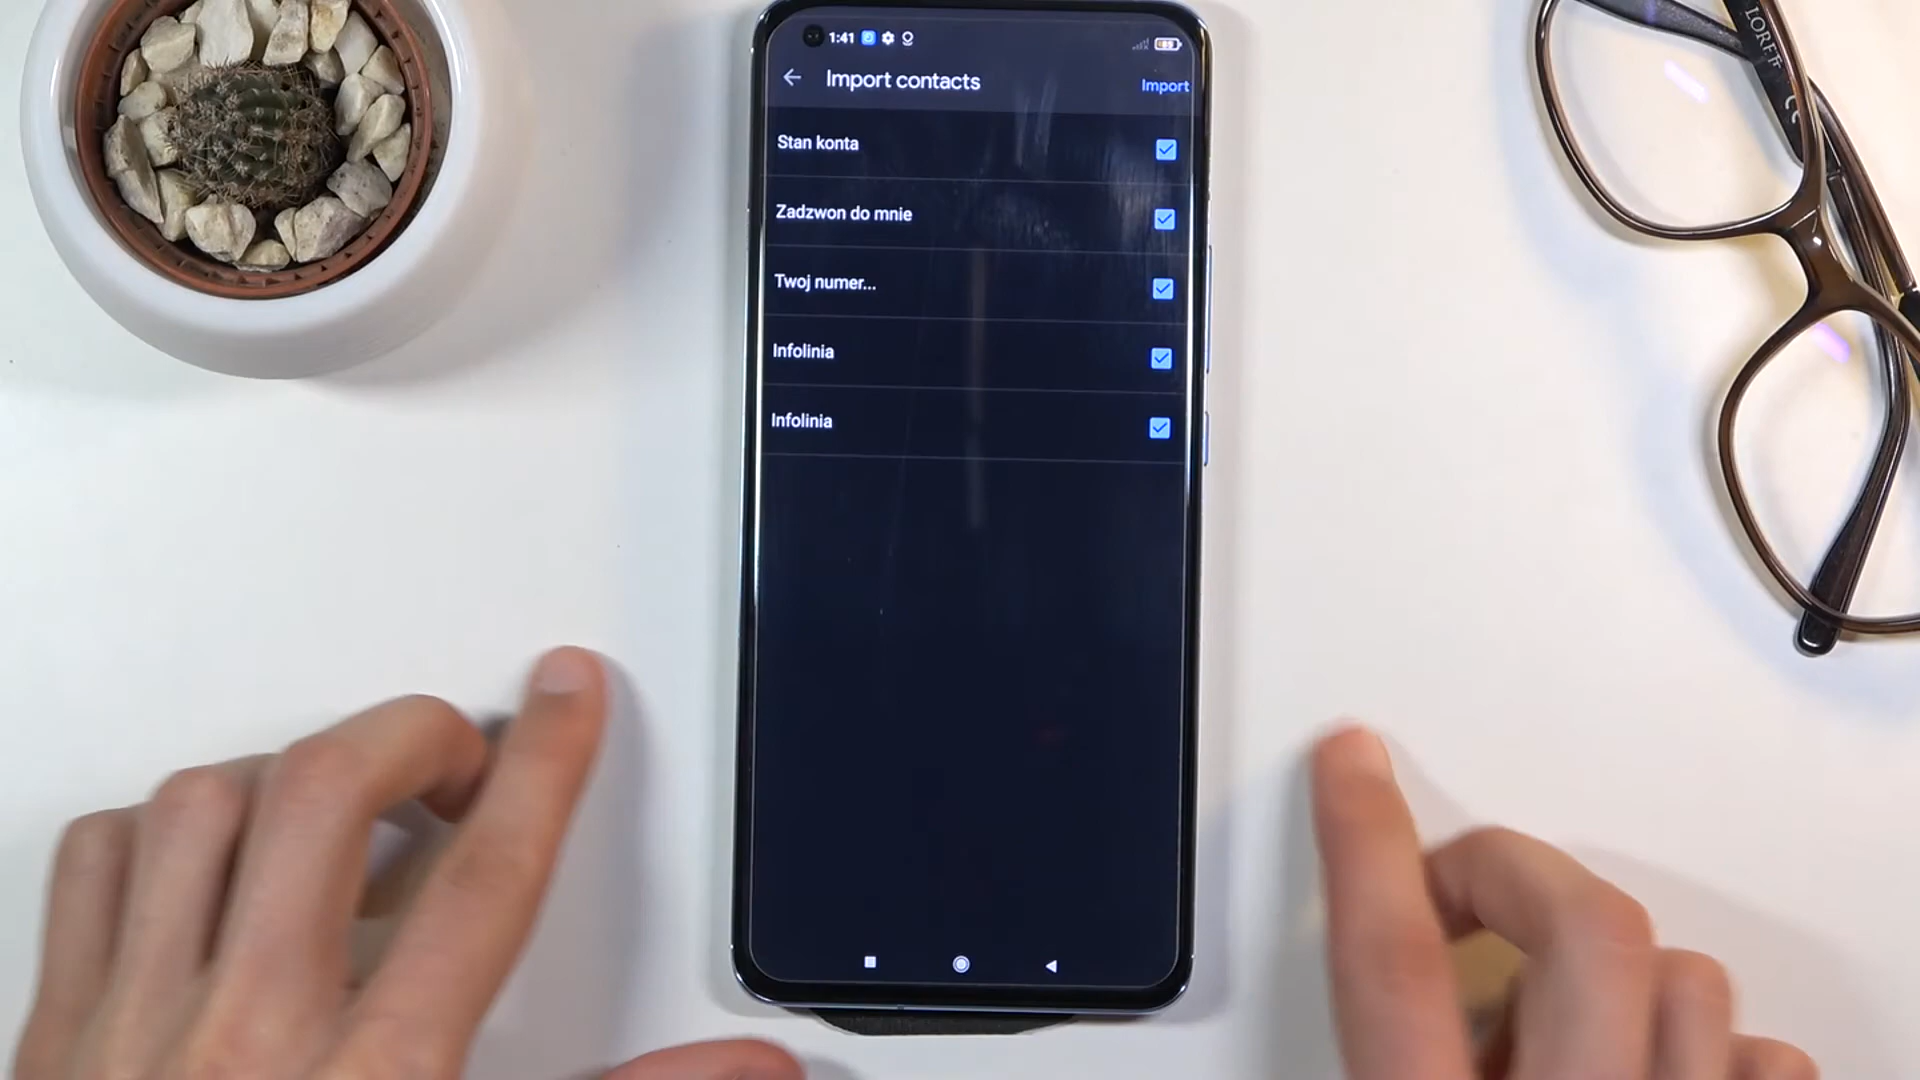 1:41
Import contacts
Import
Stan konta
Zadzwon do mnie
Twoj numer...
Infolinia
Infolinia